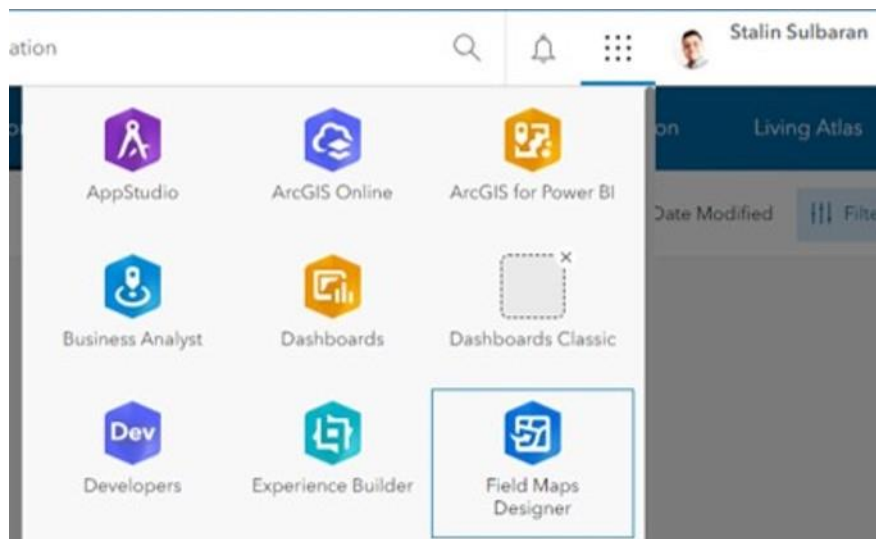 ation
Stalin Sulbaran
on
Living Atlas
AppStudio
ArcGIS Online
ArcGIS for Power BI
Date Modified
Filte
Business Analyst
Dashboards
Dashboards Classic
Dev
Developers
Experience Builder
Field Maps
Designer